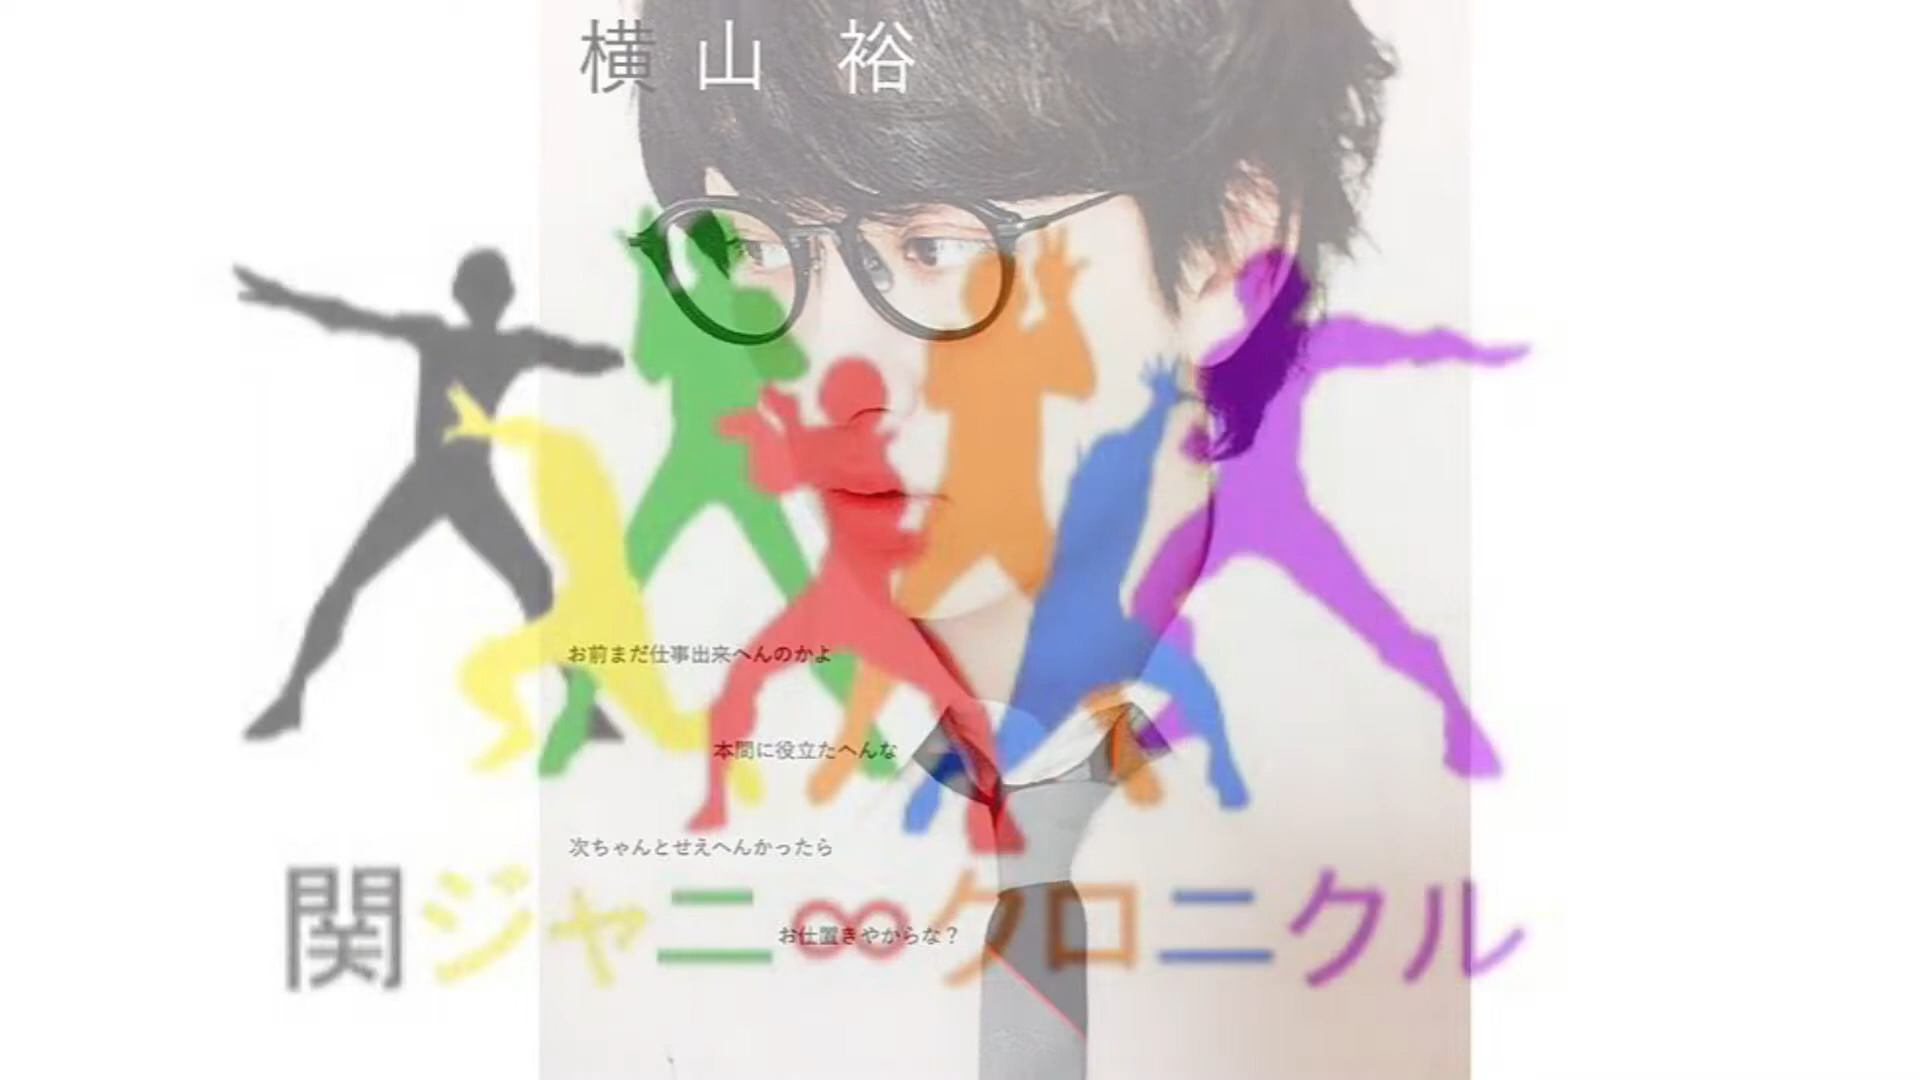 横山 裕
お前まだ仕事出来へんのかよ
本間に役立たへんな
次ちゃんとせえへんかったら
お仕置きやからな?
関ジャニ∞クロニクル